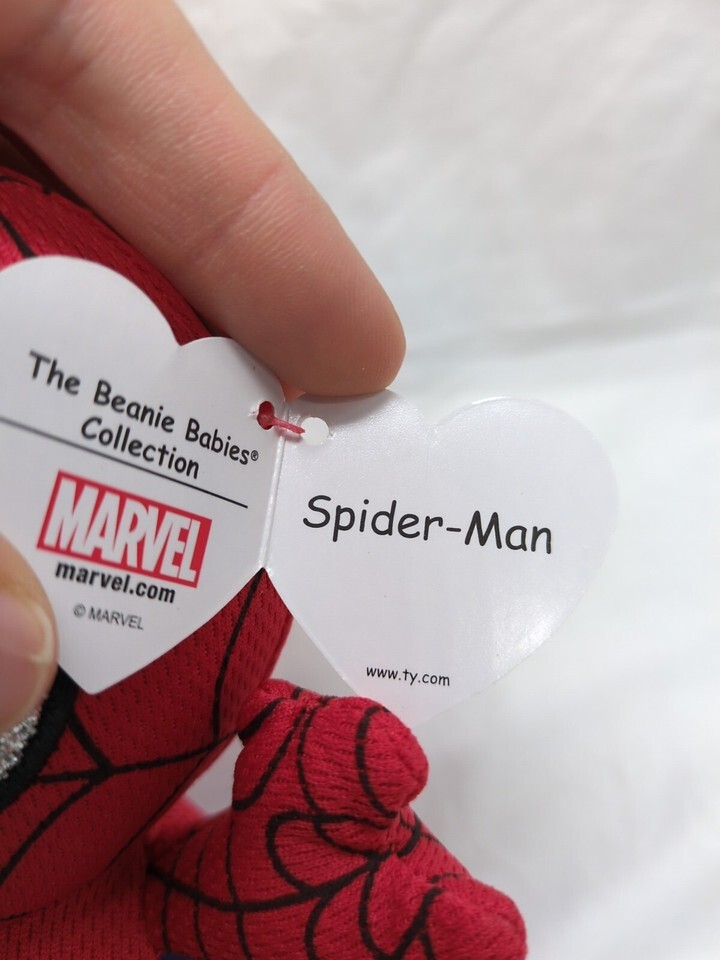 The Beanie Babies®
Collection
MARVEL
marvel.com
© MARVEL
Spider-Man
www.ty.com